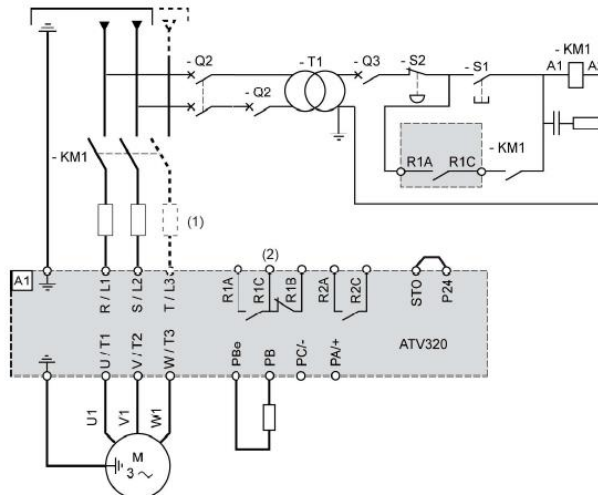 - Q2
- T1
- Q3
- S2
- S1
- KM1
A1
A
- Q2
- KM1
R1A
R1C
- KM1
(1)
(2)
A1
R / L1
S / L2
T / L3
R1A
R1C
R1B
R2A
R2C
STO
P24
ATV320
U / T1
V / T2
W / T3
PBe
PB
PC/-
PA/+
U1
V1
W1
M
3 ~